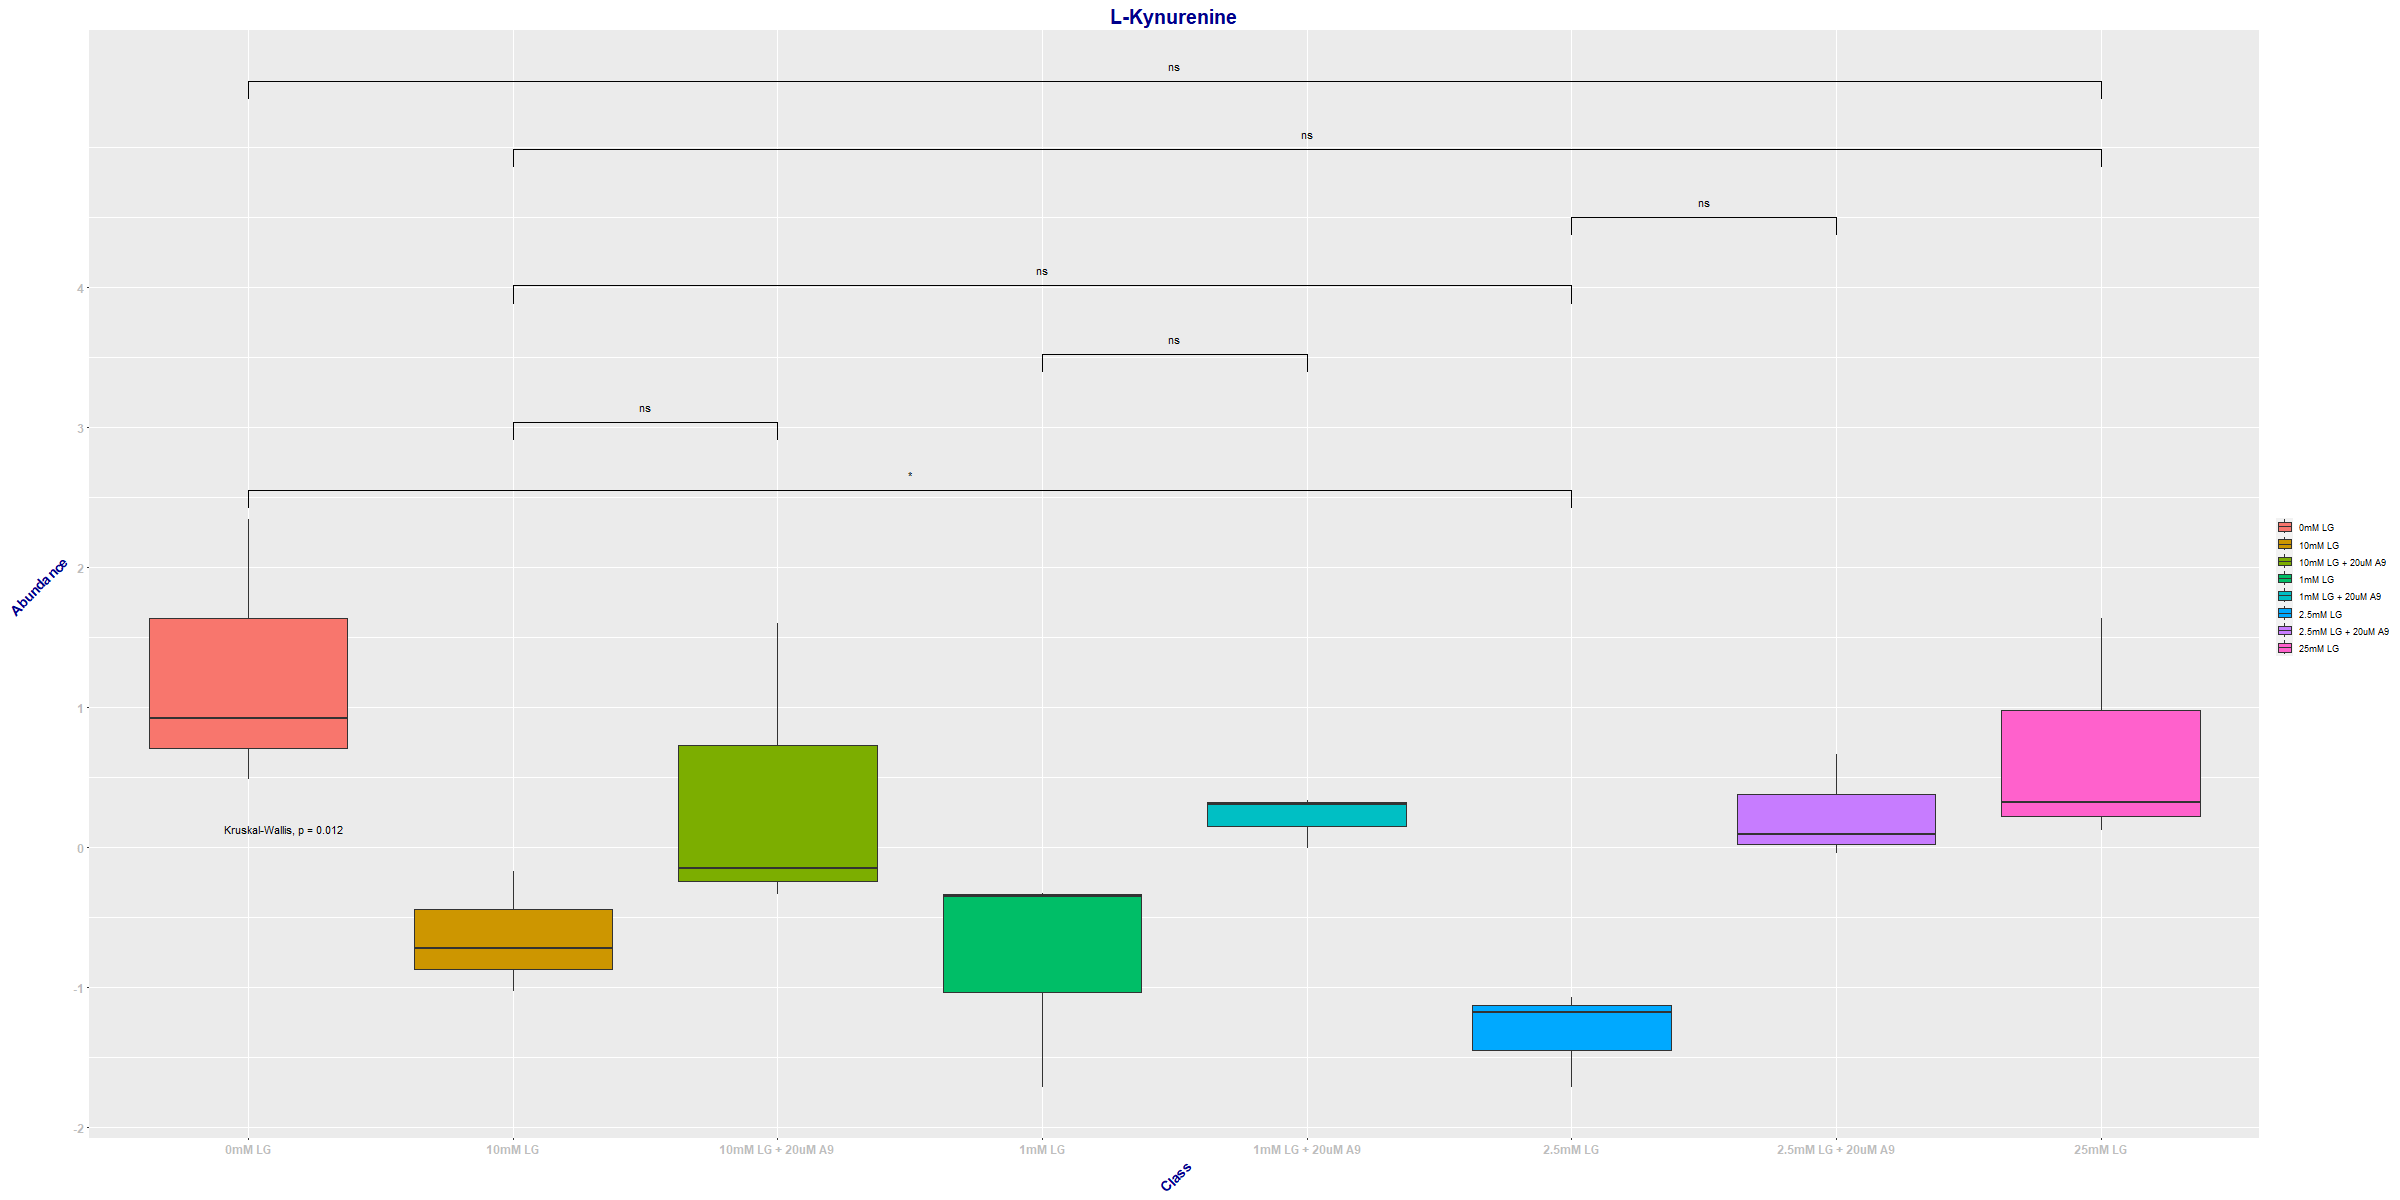 L-Kynurenine
ns
ns
ns
ns
ns
ns
*
4
3
2
1
0
-1
-2
Abundance
Kruskal-Wallis, p = 0.012
0mM LG
10mM LG
10mM LG + 20uM A9
1mM LG
1mM LG + 20uM A9
2.5mM LG
2.5mM LG + 20uM A9
25mM LG
Class
0mM LG
10mM LG
10mM LG + 20uM A9
1mM LG
1mM LG + 20uM A9
2.5mM LG
2.5mM LG + 20uM A9
25mM LG